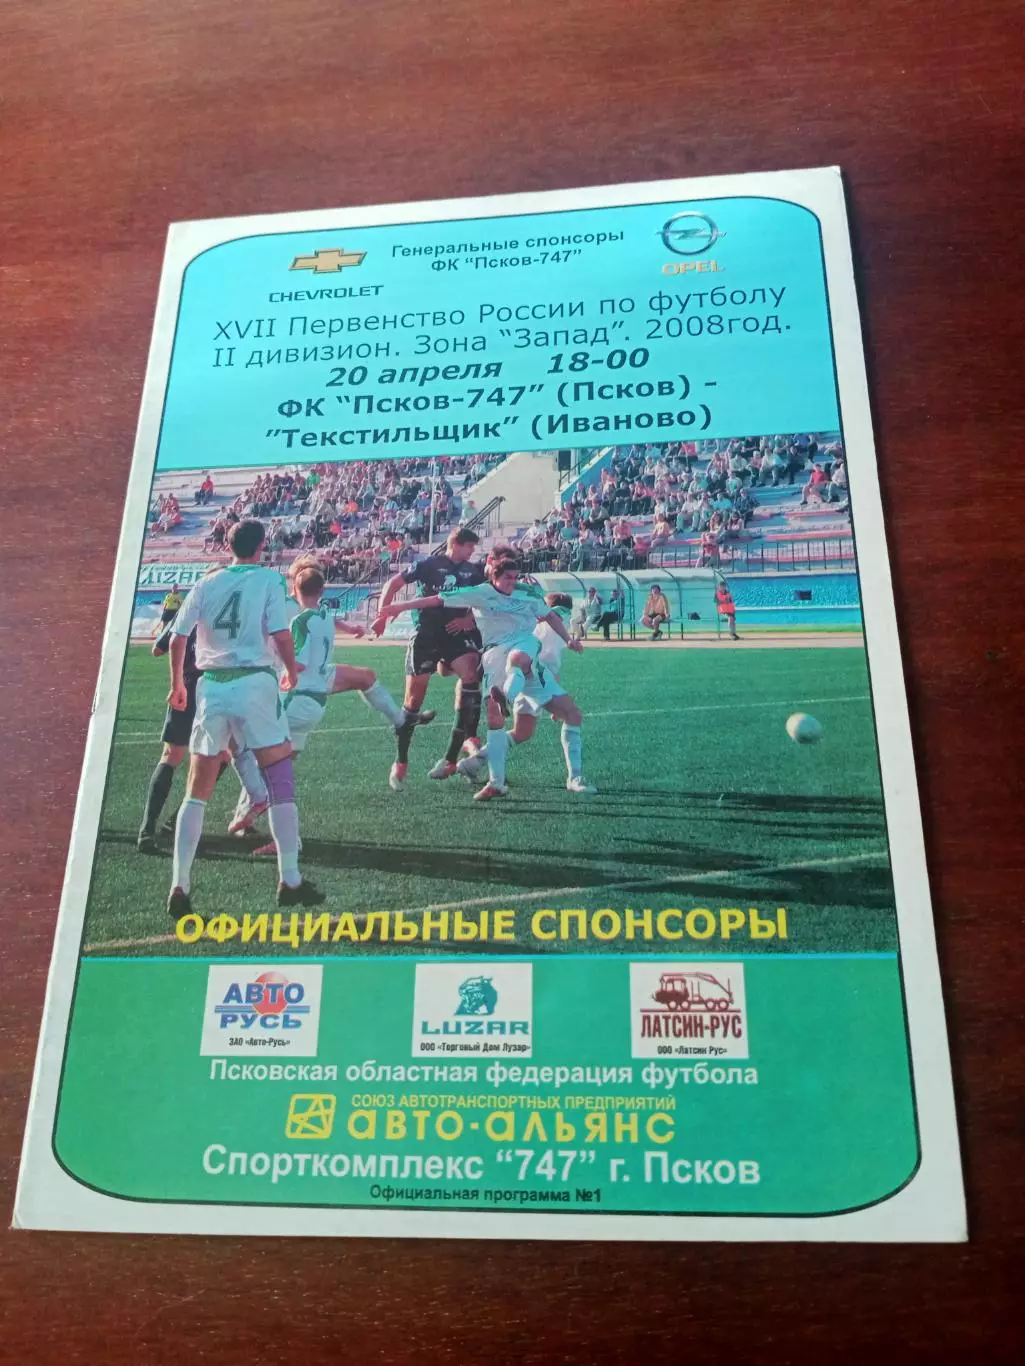 Генеральные спонсоры
ФК "Псков-747"
CHEVROLET
OPEL
XVII Первенство России по футболу
II дивизион. Зона "Запад". 2008год.
20 апреля 18-00
ФК "Псков-747" (Псков) -
"Текстильщик" (Иваново)
LUZAR
4
ОФИЦИАЛЬНЫЕ СПОНСОРЫ
АВТО
РУСЬ
ЗАО «Авто-Русь»
LUZAR
ООО «Торговый Дом Лузар»
ЛАТСИН-РУС
ООО «Латсин Рус»
Псковская областная федерация футбола
СОЮЗ АВТОТРАНСПОРТНЫХ ПРЕДПРИЯТИЙ
АВТО-АЛЬЯНС
Спорткомплекс "747" г. Псков
Официальная программа №1